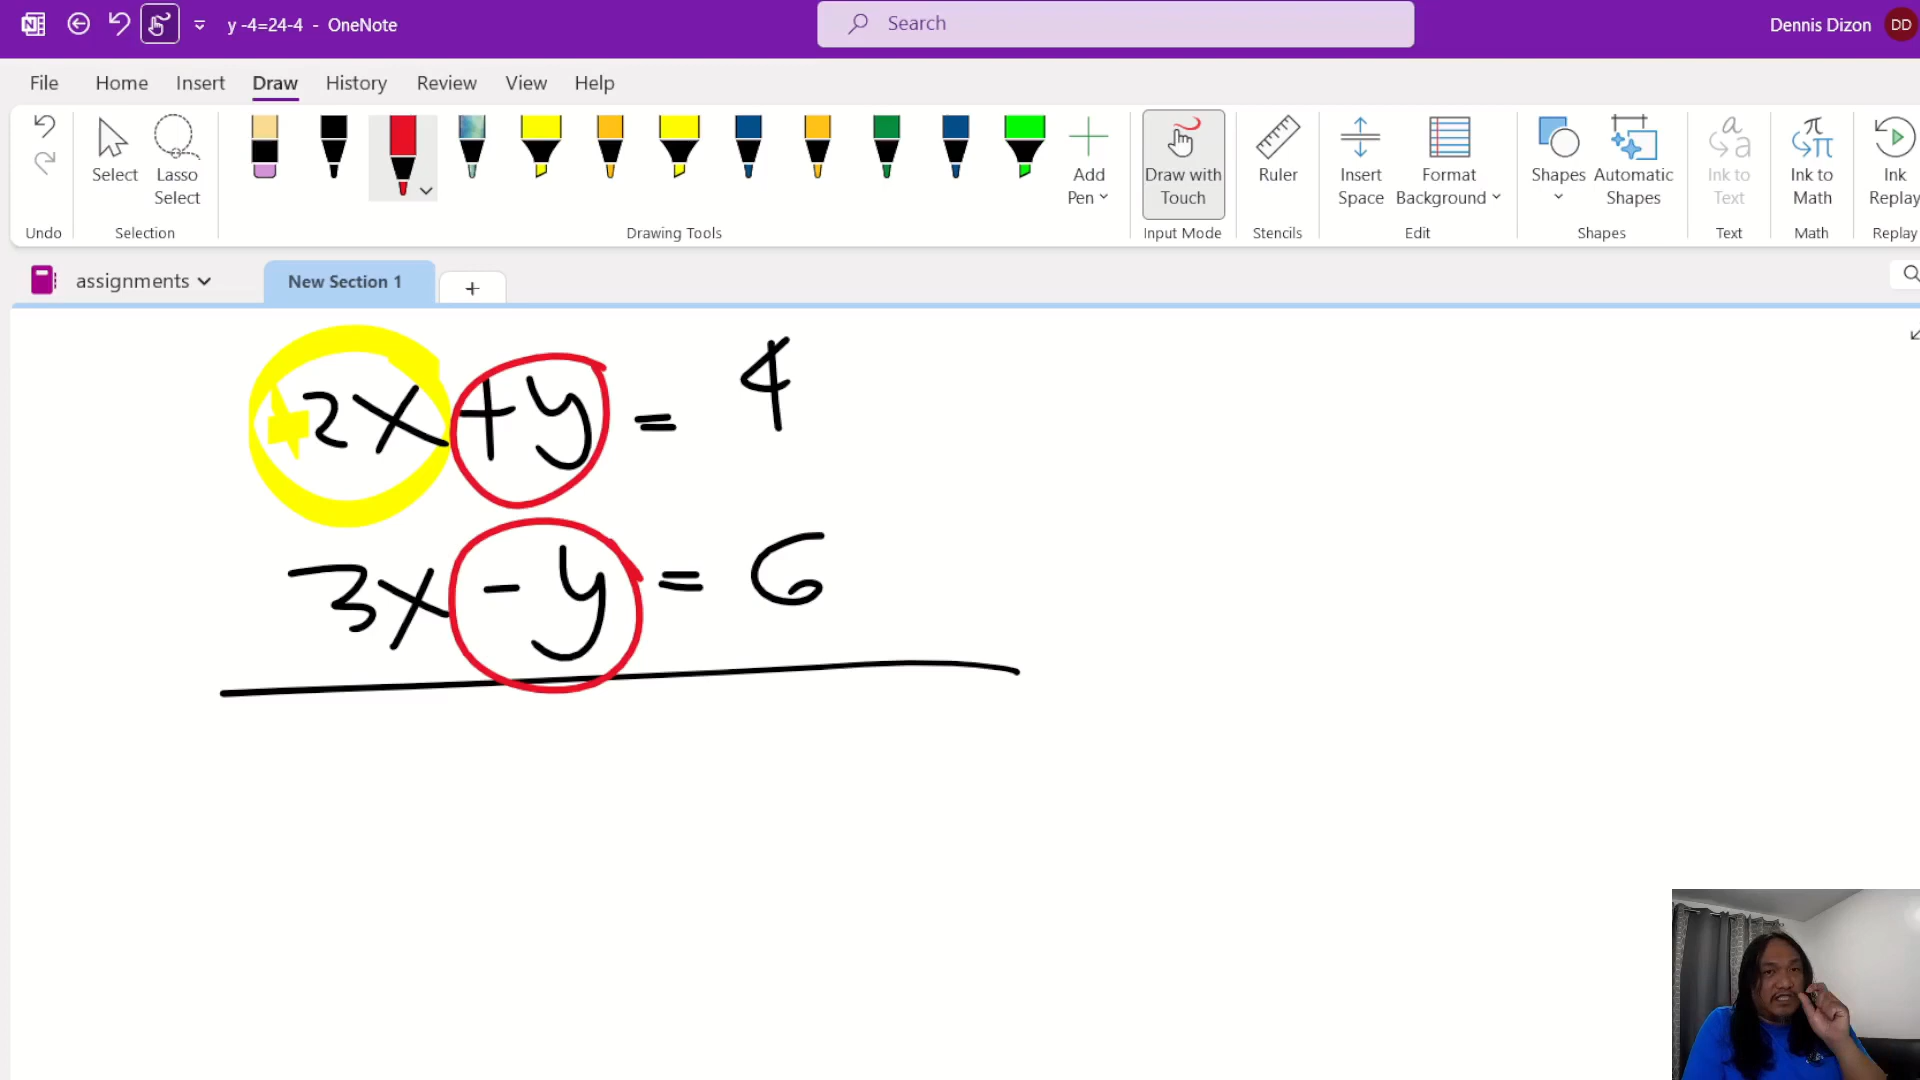 y -4=24-4 - OneNote
Search
Dennis Dizon
DD
File Home Insert Draw History Review View Help
Select
Lasso Select
Add Pen
Draw with Touch
Ruler
Insert Space
Format Background
Shapes
Automatic Shapes
Ink to Text
Ink to Math
Ink Replay
Undo Selection Drawing Tools Input Mode Stencils Edit Shapes Text Math Replay
assignments
New Section 1
+
+2x+y = 4
3x-y = 6